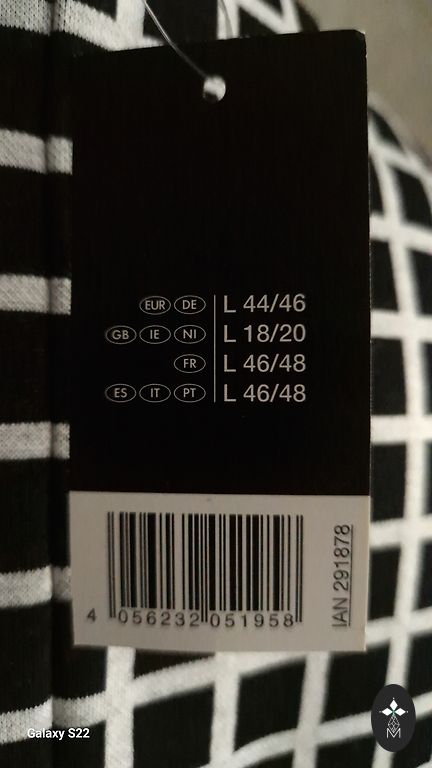 EUR DE L 44/46
GB IE NI L 18/20
FR L 46/48
ES IT PT L 46/48
4 056232 051958
IAN 291878
Galaxy S22
M